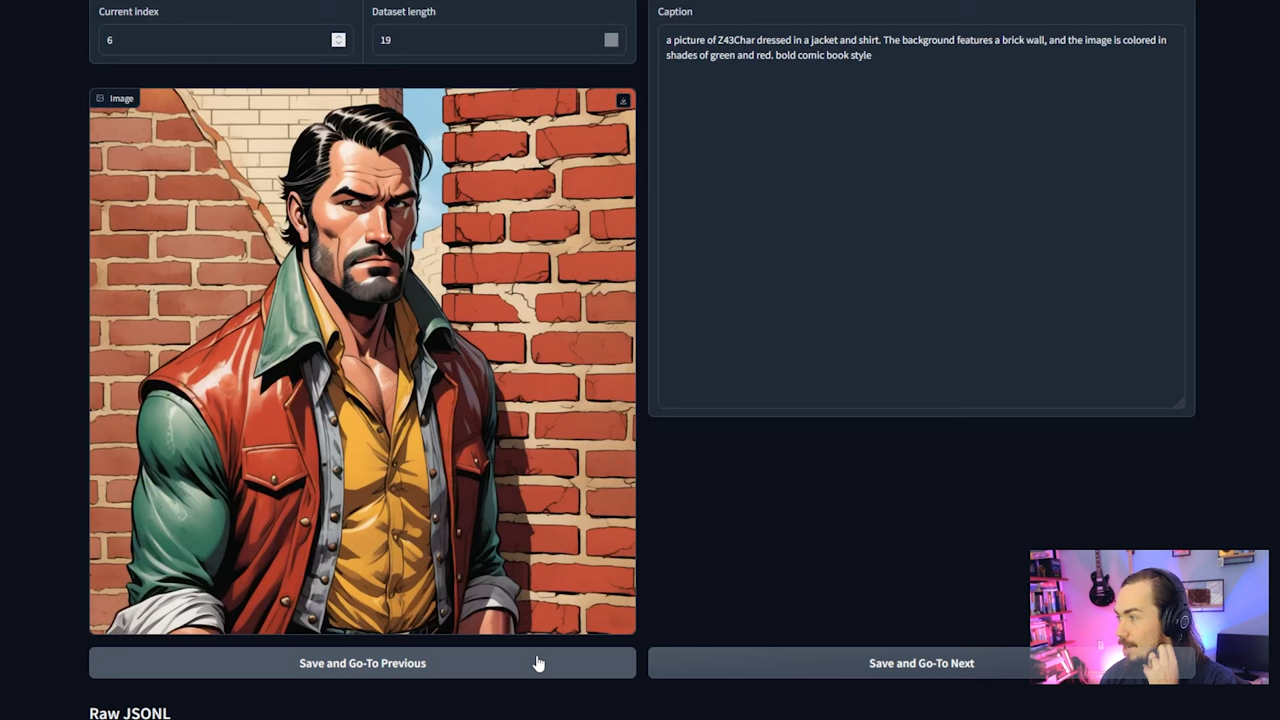 Current index
Dataset length
Caption
6
19
a picture of Z43Char dressed in a jacket and shirt. The background features a brick wall, and the image is colored in
shades of green and red. bold comic book style
Image
Save and Go-To Previous
Save and Go-To Next
Raw JSONL